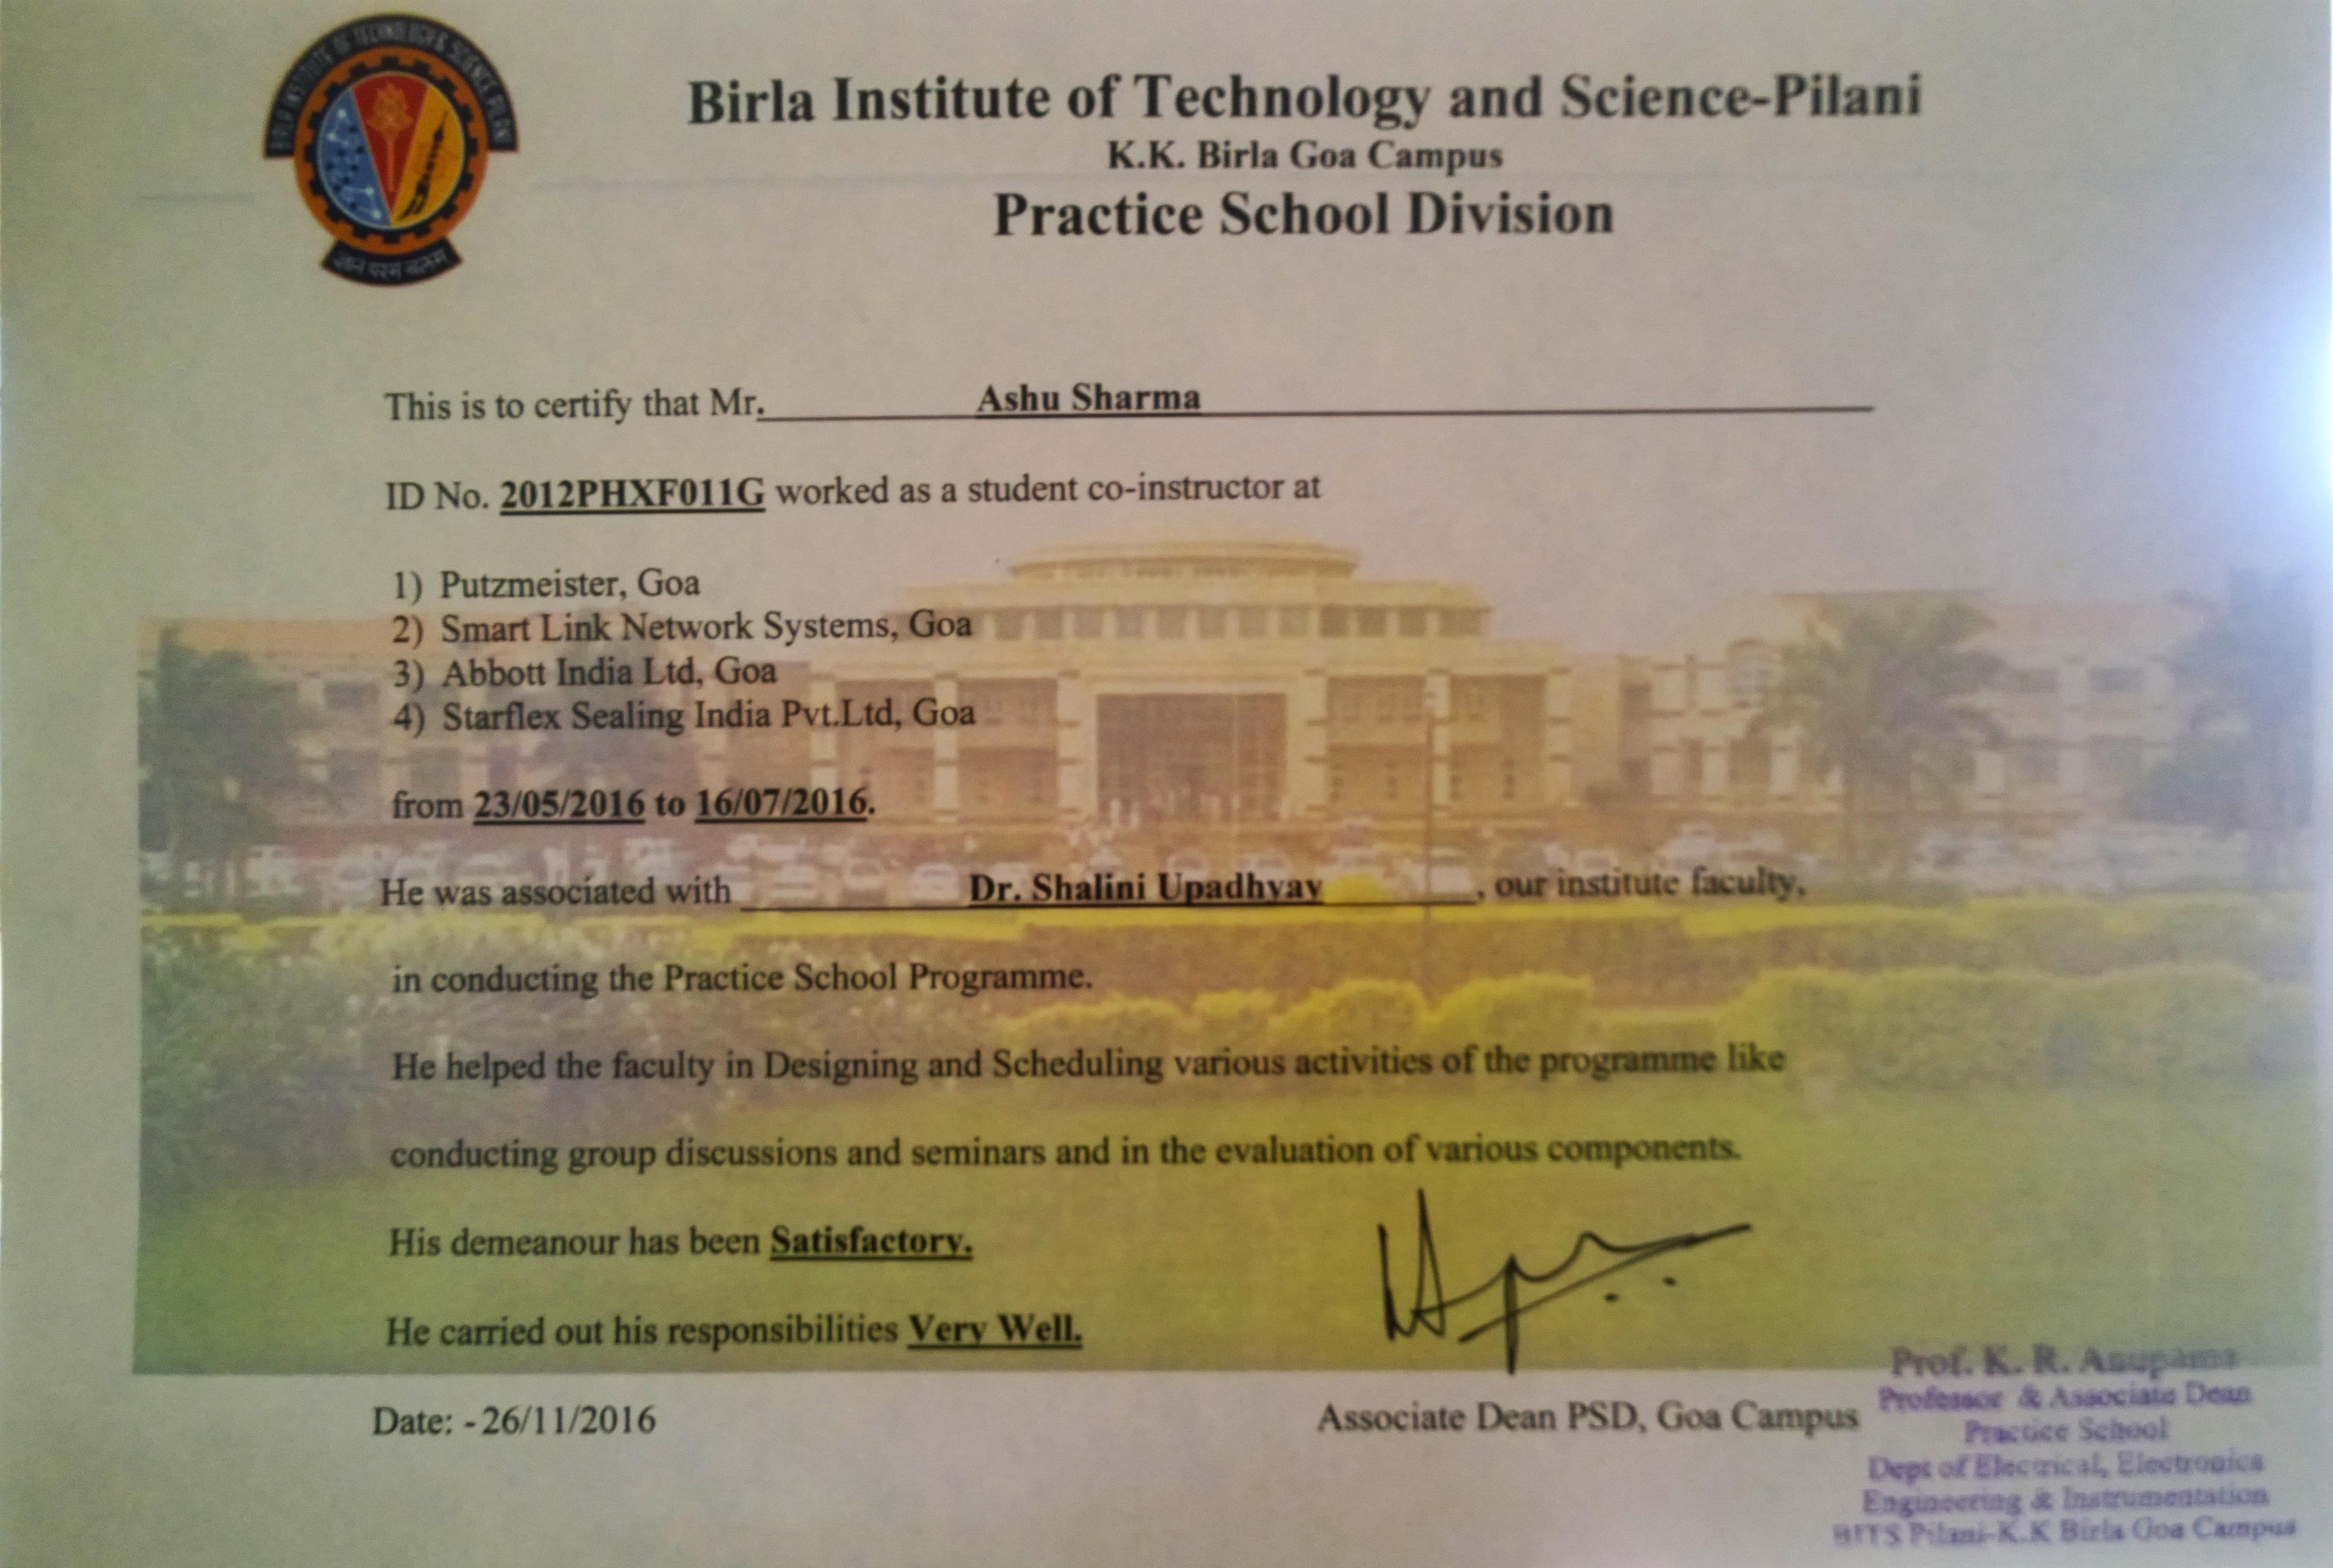 BIRLA INSTITUTE OF TECHNOLOGY & SCIENCE, PILANI
ज्ञानं परमं बलम्
Birla Institute of Technology and Science-Pilani
K.K. Birla Goa Campus
Practice School Division
This is to certify that Mr. Ashu Sharma
ID No. 2012PHXF011G worked as a student co-instructor at
1) Putzmeister, Goa
2) Smart Link Network Systems, Goa
3) Abbott India Ltd, Goa
4) Starflex Sealing India Pvt.Ltd, Goa
from 23/05/2016 to 16/07/2016.
He was associated with Dr. Shalini Upadhyay, our institute faculty,
in conducting the Practice School Programme.
He helped the faculty in Designing and Scheduling various activities of the programme like
conducting group discussions and seminars and in the evaluation of various components.
His demeanour has been Satisfactory.
He carried out his responsibilities Very Well.
Date: -26/11/2016
Associate Dean PSD, Goa Campus
Prof. K. R. Anupama
Professor & Associate Dean
Practice School
Dept of Electrical, Electronics
Engineering & Instrumentation
BITS Pilani-K.K Birla Goa Campus